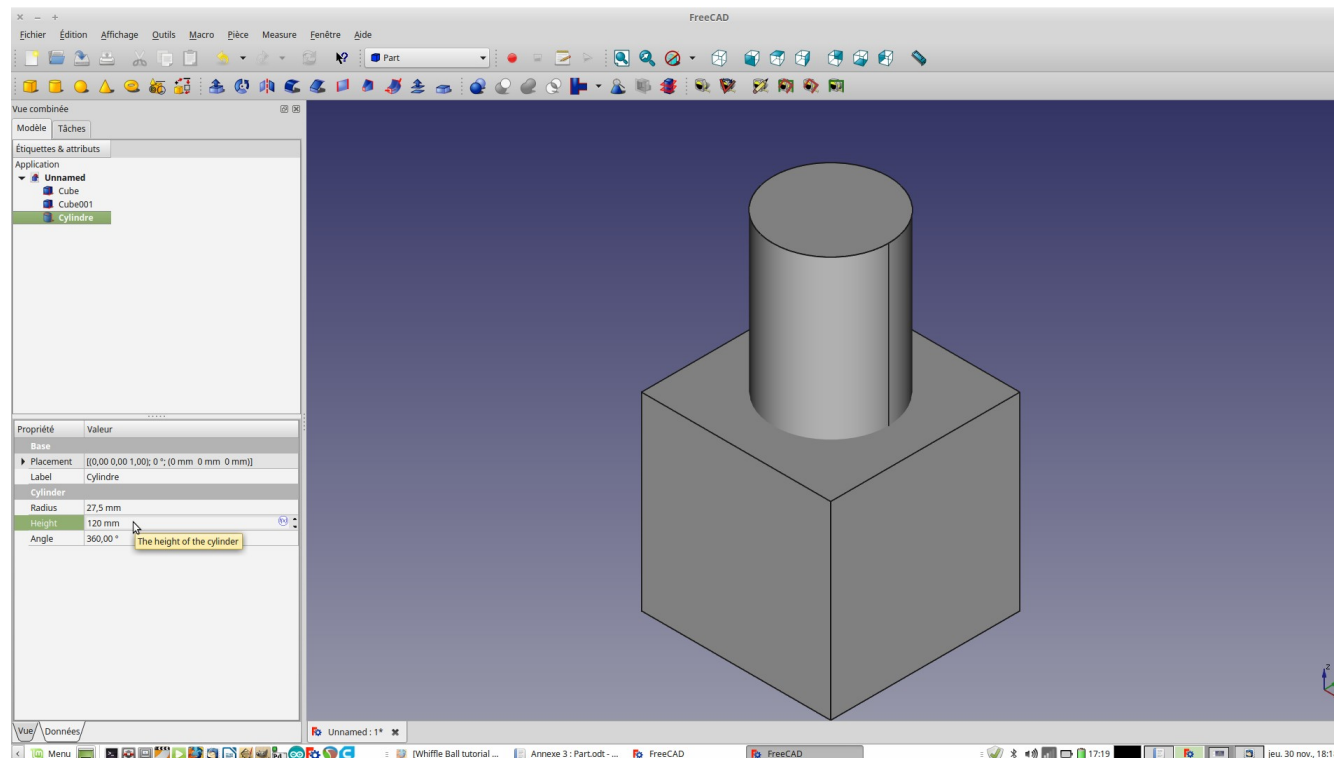 FreeCAD
Fichier Édition Affichage Outils Macro Pièce Measure Fenêtre Aide
Part
Vue combinée
Modèle Tâches
Étiquettes & attributs
Application
Unnamed
Cube
Cube001
Cylindre
Propriété Valeur
Base
Placement [(0,00 0,00 1,00); 0 °; (0 mm 0 mm 0 mm)]
Label Cylindre
Cylinder
Radius 27,5 mm
Height 120 mm
Angle 360,00 °
The height of the cylinder
z
Vue Données
Unnamed : 1*
Menu [Whiffle Ball tutorial ... Annexe 3 : Part.odt - ... FreeCAD FreeCAD 17:19 jeu. 30 nov., 18:1